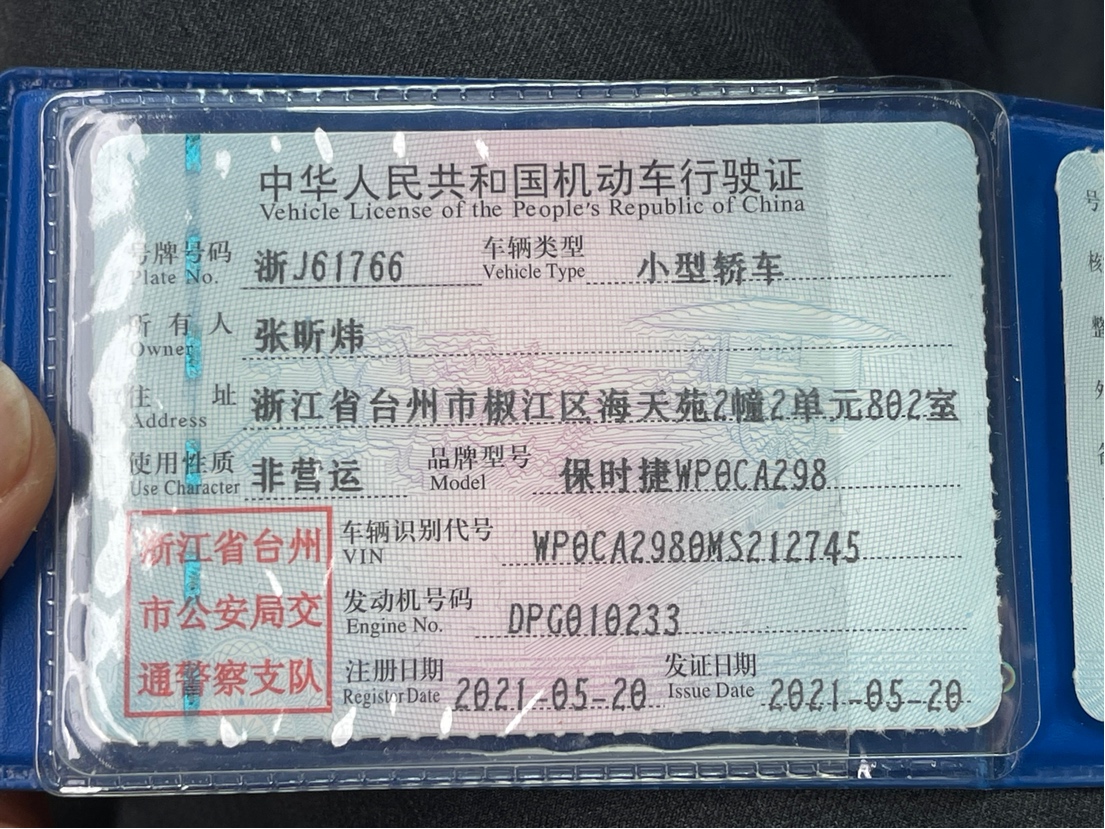 中华人民共和国机动车行驶证
Vehicle License of the People's Republic of China
号牌号码 浙J61766 车辆类型 小型轿车
Plate No. Vehicle Type
所有人 张昕炜
Owner
住址 浙江省台州市椒江区海天苑2幢2单元802室
Address
使用性质 非营运 品牌型号 保时捷WP0CA298
Use Character Model
浙江省台州
市公安局交
通警察支队
车辆识别代号 WP0CA2980MS212745
VIN
发动机号码 DPG010233
Engine No.
注册日期 2021-05-20 发证日期 2021-05-20
Register Date Issue Date
号
核
整
外